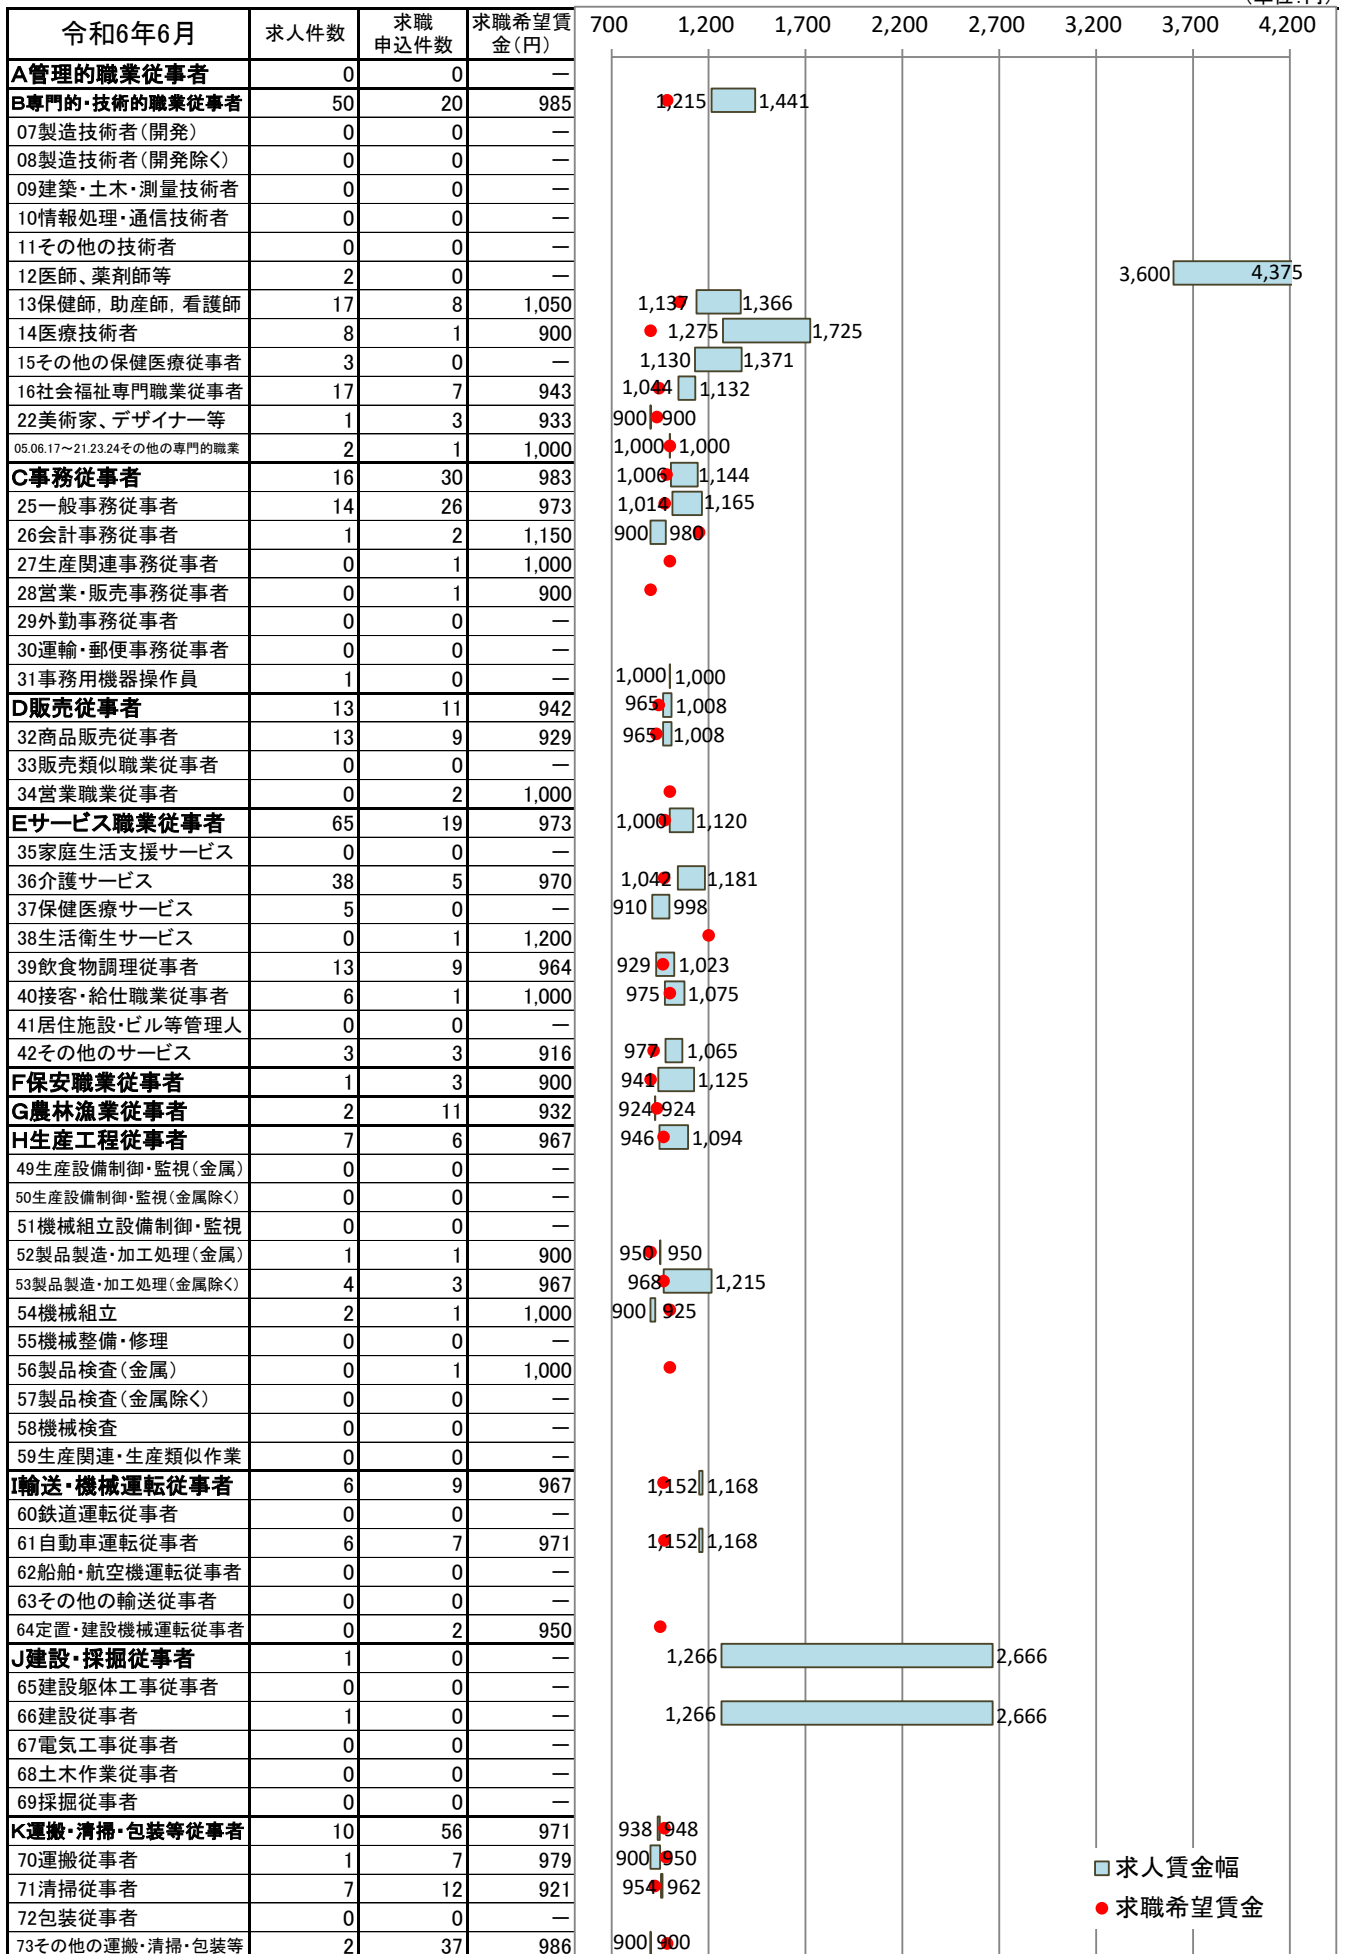 (単位:円)
令和6年6月 求人件数 求職申込件数 求職希望賃金(円) 700 1,200 1,700 2,200 2,700 3,200 3,700 4,200
A管理的職業従事者 0 0 ―
B専門的・技術的職業従事者 50 20 985 1,215 1,441
07製造技術者(開発) 0 0 ―
08製造技術者(開発除く) 0 0 ―
09建築・土木・測量技術者 0 0 ―
10情報処理・通信技術者 0 0 ―
11その他の技術者 0 0 ―
12医師、薬剤師等 2 0 ― 3,600 4,375
13保健師,助産師,看護師 17 8 1,050 1,137 1,366
14医療技術者 8 1 900 1,275 1,725
15その他の保健医療従事者 3 0 ― 1,130 1,371
16社会福祉専門職業従事者 17 7 943 1,044 1,132
22美術家、デザイナー等 1 3 933 900 900
05.06.17～21.23.24その他の専門的職業 2 1 1,000 1,000 1,000
C事務従事者 16 30 983 1,006 1,144
25一般事務従事者 14 26 973 1,014 1,165
26会計事務従事者 1 2 1,150 900 980
27生産関連事務従事者 0 1 1,000
28営業・販売事務従事者 0 1 900
29外勤事務従事者 0 0 ―
30運輸・郵便事務従事者 0 0 ―
31事務用機器操作員 1 0 ― 1,000 1,000
D販売従事者 13 11 942 965 1,008
32商品販売従事者 13 9 929 965 1,008
33販売類似職業従事者 0 0 ―
34営業職業従事者 0 2 1,000
Eサービス職業従事者 65 19 973 1,000 1,120
35家庭生活支援サービス 0 0 ―
36介護サービス 38 5 970 1,042 1,181
37保健医療サービス 5 0 ― 910 998
38生活衛生サービス 0 1 1,200
39飲食物調理従事者 13 9 964 929 1,023
40接客・給仕職業従事者 6 1 1,000 975 1,075
41居住施設・ビル等管理人 0 0 ―
42その他のサービス 3 3 916 977 1,065
F保安職業従事者 1 3 900 941 1,125
G農林漁業従事者 2 11 932 924 924
H生産工程従事者 7 6 967 946 1,094
49生産設備制御・監視(金属) 0 0 ―
50生産設備制御・監視(金属除く) 0 0 ―
51機械組立設備制御・監視 0 0 ―
52製品製造・加工処理(金属) 1 1 900 950 950
53製品製造・加工処理(金属除く) 4 3 967 968 1,215
54機械組立 2 1 1,000 900 925
55機械整備・修理 0 0 ―
56製品検査(金属) 0 1 1,000
57製品検査(金属除く) 0 0 ―
58機械検査 0 0 ―
59生産関連・生産類似作業 0 0 ―
I輸送・機械運転従事者 6 9 967 1,152 1,168
60鉄道運転従事者 0 0 ―
61自動車運転従事者 6 7 971 1,152 1,168
62船舶・航空機運転従事者 0 0 ―
63その他の輸送従事者 0 0 ―
64定置・建設機械運転従事者 0 2 950
J建設・採掘従事者 1 0 ― 1,266 2,666
65建設躯体工事従事者 0 0 ―
66建設従事者 1 0 ― 1,266 2,666
67電気工事従事者 0 0 ―
68土木作業従事者 0 0 ―
69採掘従事者 0 0 ―
K運搬・清掃・包装等従事者 10 56 971 938 948
70運搬従事者 1 7 979 900 950
求人賃金幅
71清掃従事者 7 12 921 954 962
72包装従事者 0 0 ―
求職希望賃金
73その他の運搬・清掃・包装等 2 37 986 900 900